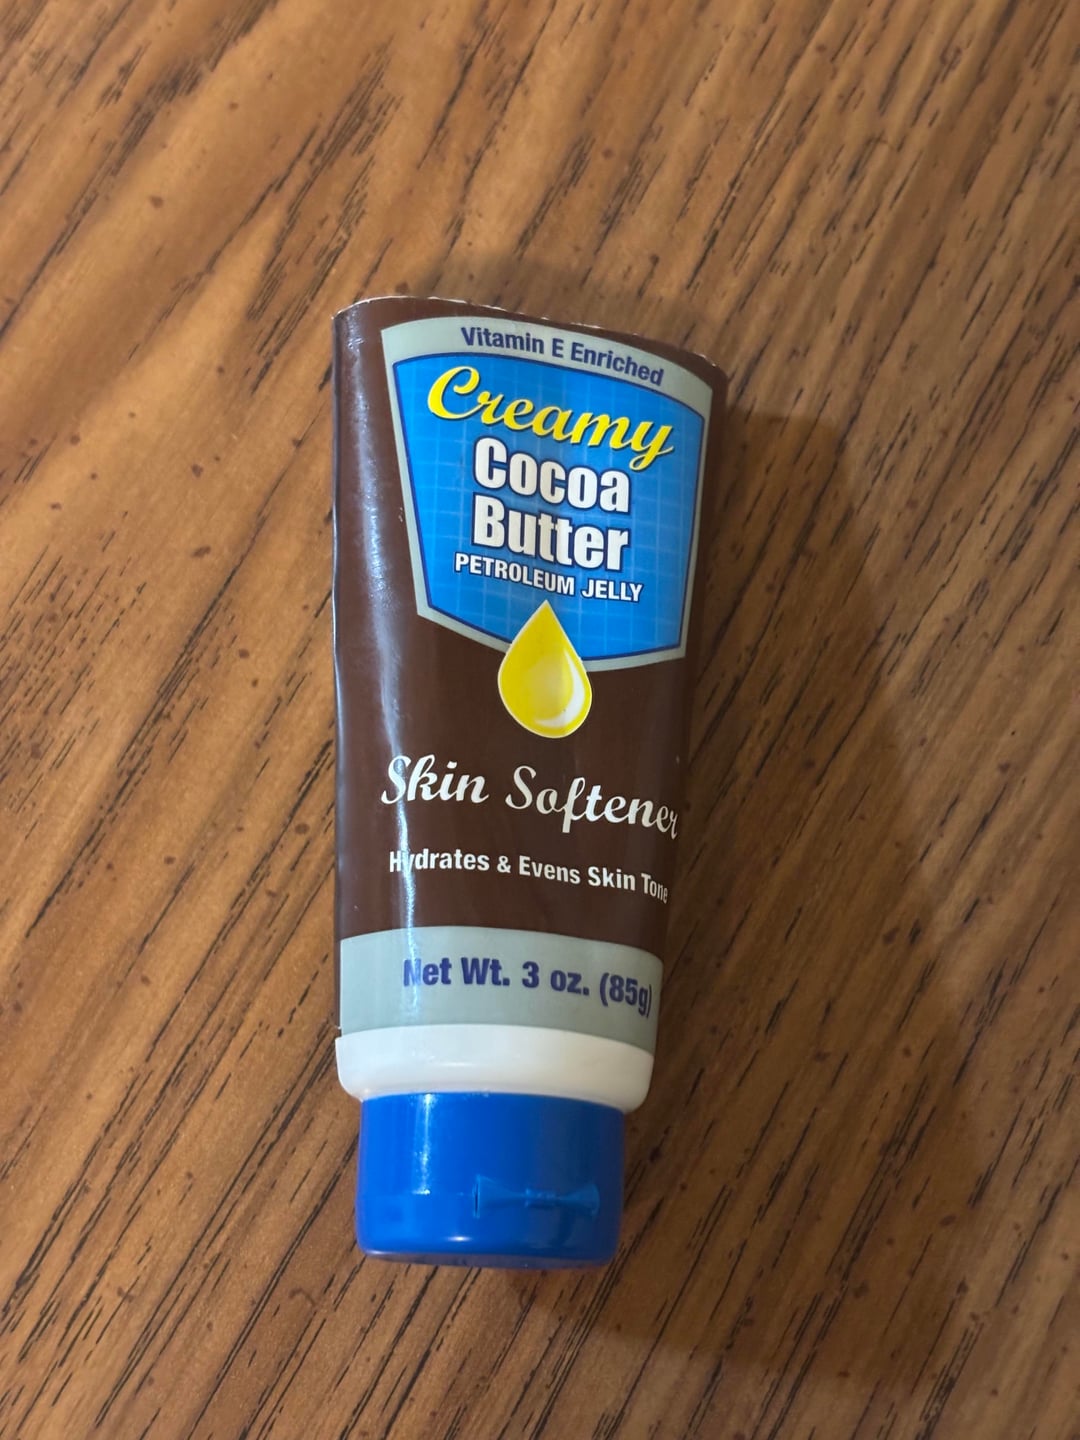 Vitamin E Enriched
Creamy
Cocoa
Butter
PETROLEUM JELLY
Skin Softener
Hydrates & Evens Skin Tone
Net Wt. 3 oz. (85g)